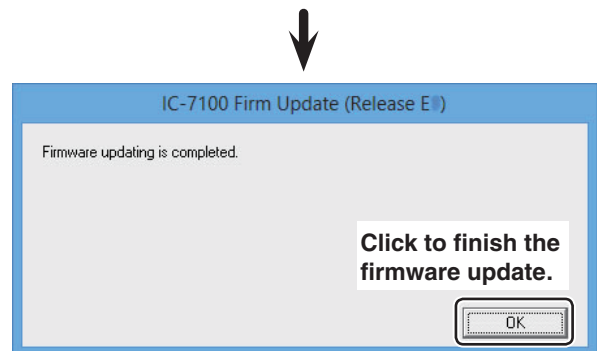 IC-7100 Firm Update (Release E )
Firmware updating is completed.
Click to finish the
firmware update.
OK